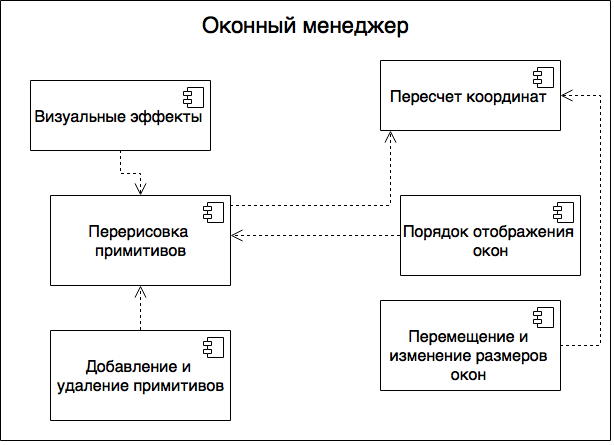 Оконный менеджер
Визуальные эффекты
Пересчет координат
Перерисовка
примитивов
Порядок отображения
окон
Добавление и
удаление примитивов
Перемещение и
изменение размеров
окон